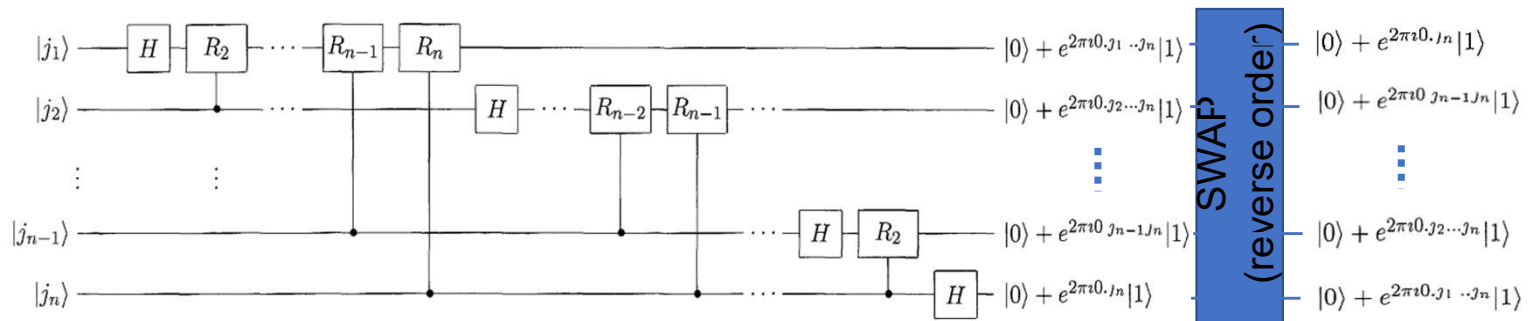 |j₁⟩ H R₂ ··· Rₙ₋₁ Rₙ |0⟩ + e^{2πi0.j₁···jₙ}|1⟩ |0⟩ + e^{2πi0.jₙ}|1⟩
|j₂⟩ ··· H ··· Rₙ₋₂ Rₙ₋₁ |0⟩ + e^{2πi0.j₂···jₙ}|1⟩ |0⟩ + e^{2πi0 jₙ₋₁jₙ}|1⟩
SWAP
(reverse order)
|jₙ₋₁⟩ ··· H R₂ |0⟩ + e^{2πi0 jₙ₋₁jₙ}|1⟩ |0⟩ + e^{2πi0.j₂···jₙ}|1⟩
|jₙ⟩ ··· H |0⟩ + e^{2πi0.jₙ}|1⟩ |0⟩ + e^{2πi0.j₁ ··jₙ}|1⟩